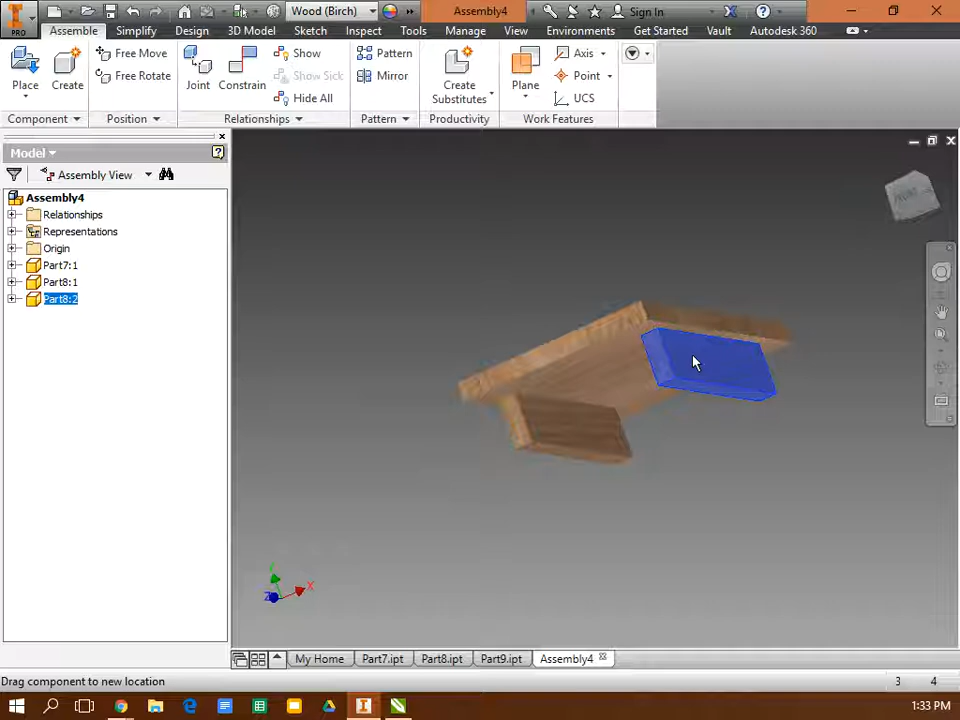 Wood (Birch)
Assembly4
Sign In
PRO
Assemble Simplify Design 3D Model Sketch Inspect Tools Manage View Environments Get Started Vault Autodesk 360
Place
Create
Free Move
Free Rotate
Joint
Constrain
Show
Show Sick
Hide All
Pattern
Mirror
Create
Substitutes
Plane
Axis
Point
UCS
Component Position Relationships Pattern Productivity Work Features
Model
Assembly View
Assembly4
Relationships
Representations
Origin
Part7:1
Part8:1
Part8:2
FRONT
Y
X
Z
My Home Part7.ipt Part8.ipt Part9.ipt Assembly4
Drag component to new location 3 4
1:33 PM